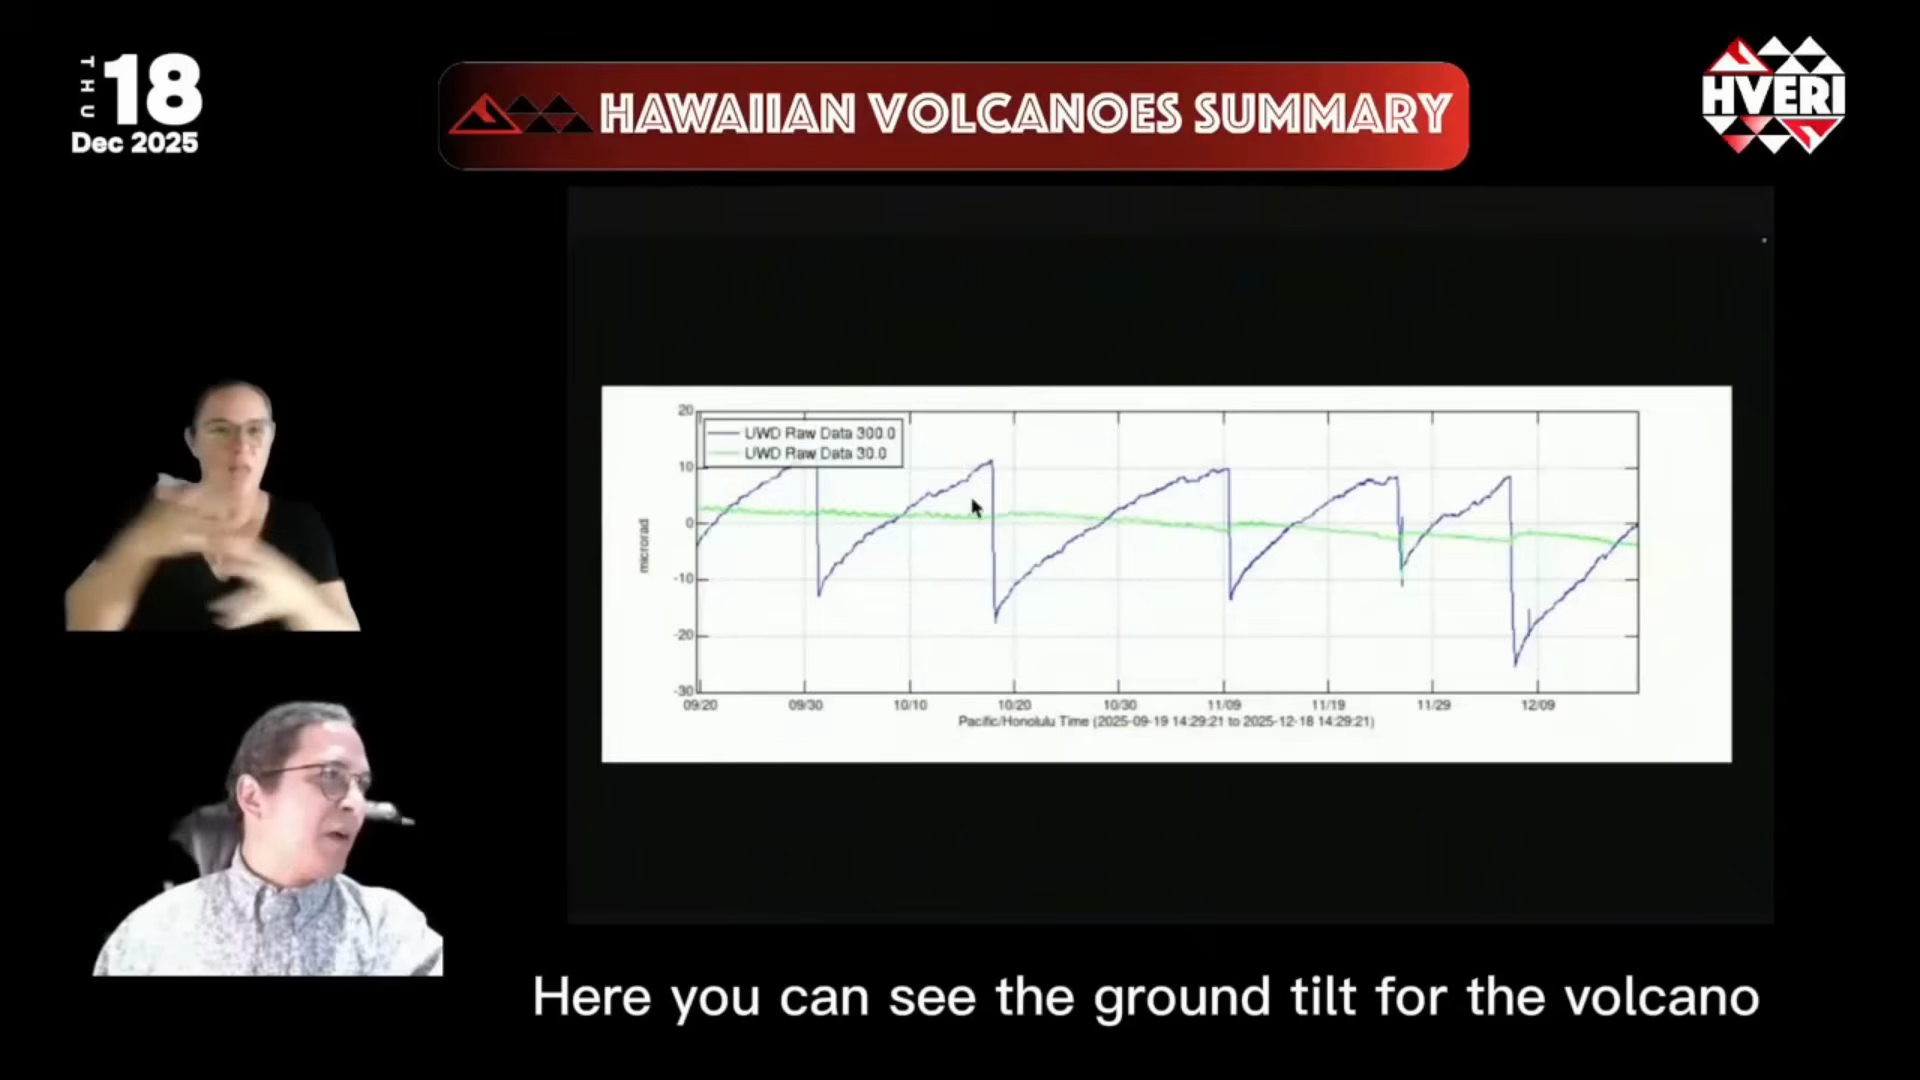 THU
18
Dec 2025
HAWAIIAN VOLCANOES SUMMARY
HVERI
UWD Raw Data 300.0
UWD Raw Data 30.0
20
10
0
-10
-20
-30
microrad
09/20 09/30 10/10 10/20 10/30 11/09 11/19 11/29 12/09
Pacific/Honolulu Time (2025-09-19 14:29:21 to 2025-12-18 14:29:21)
Here you can see the ground tilt for the volcano